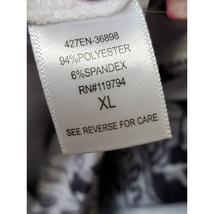 427EN-36898
94%POLYESTER
6%SPANDEX
RN#119794
XL
SEE REVERSE FOR CARE